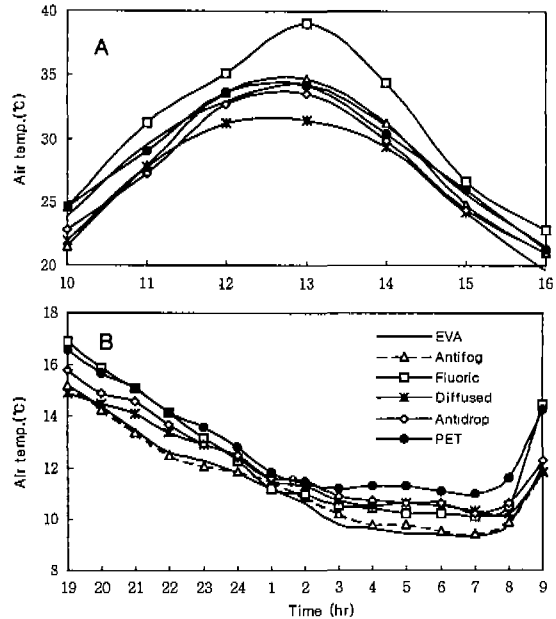 40
A
35
30
25
20
Air temp.(℃)
10 11 12 13 14 15 16
18
B
16
14
12
10
8
Air temp.(℃)
EVA
Antifog
Fluoric
Diffused
Antidrop
PET
19 20 21 22 23 24 1 2 3 4 5 6 7 8 9
Time (hr)